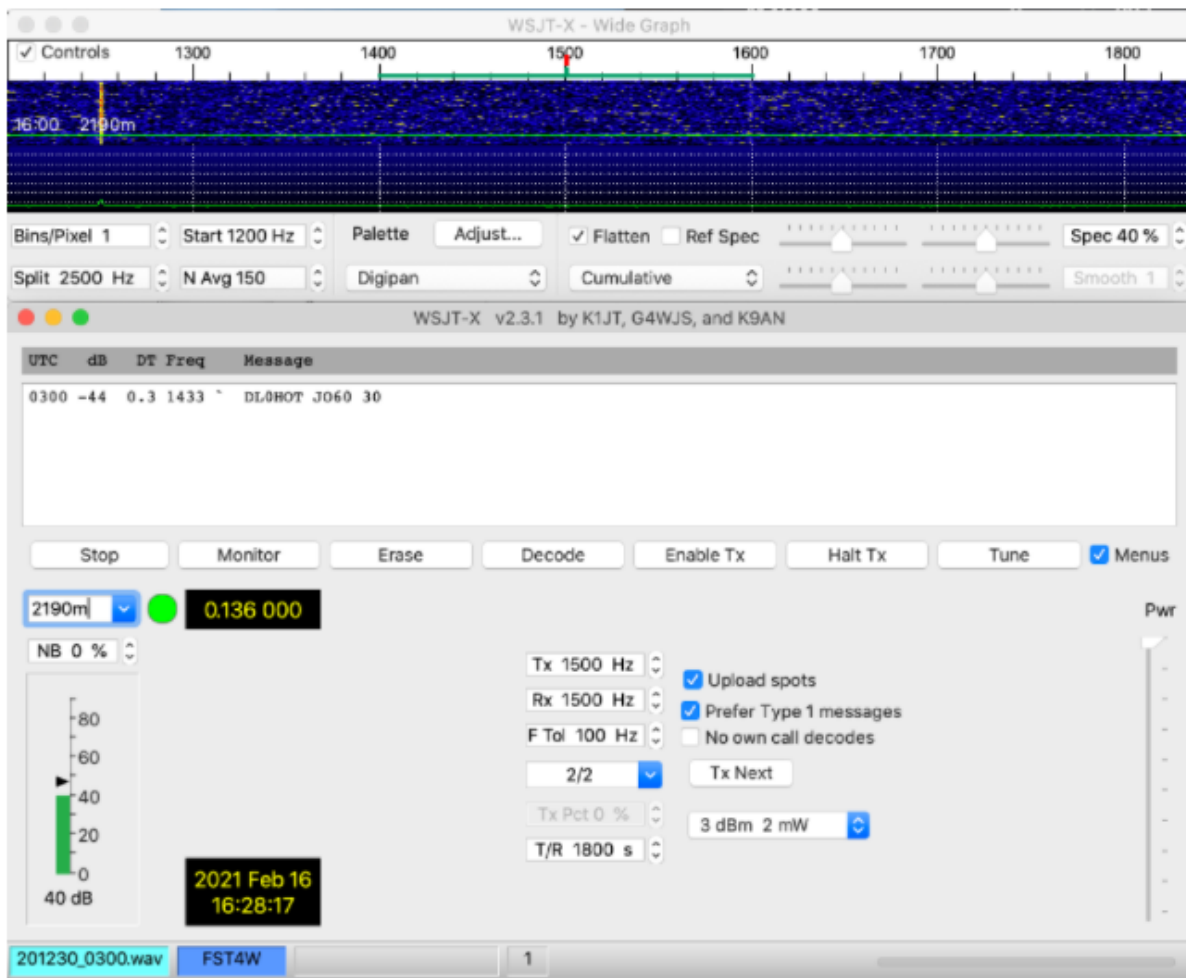 WSJT-X - Wide Graph
Controls 1300 1400 1500 1600 1700 1800
16:00 2190m
Bins/Pixel 1 Start 1200 Hz Palette Adjust... Flatten Ref Spec Spec 40 %
Split 2500 Hz N Avg 150 Digipan Cumulative Smooth 1
WSJT-X v2.3.1 by K1JT, G4WJS, and K9AN
UTC dB DT Freq Message
0300 -44 0.3 1433 ` DL0HOT JO60 30
Stop Monitor Erase Decode Enable Tx Halt Tx Tune Menus
2190m 0.136 000 Pwr
NB 0 %
Tx 1500 Hz Upload spots
Rx 1500 Hz Prefer Type 1 messages
F Tol 100 Hz No own call decodes
2/2 Tx Next
Tx Pct 0 % 3 dBm 2 mW
T/R 1800 s
80
60
40
20
0
40 dB
2021 Feb 16
16:28:17
201230_0300.wav FST4W 1